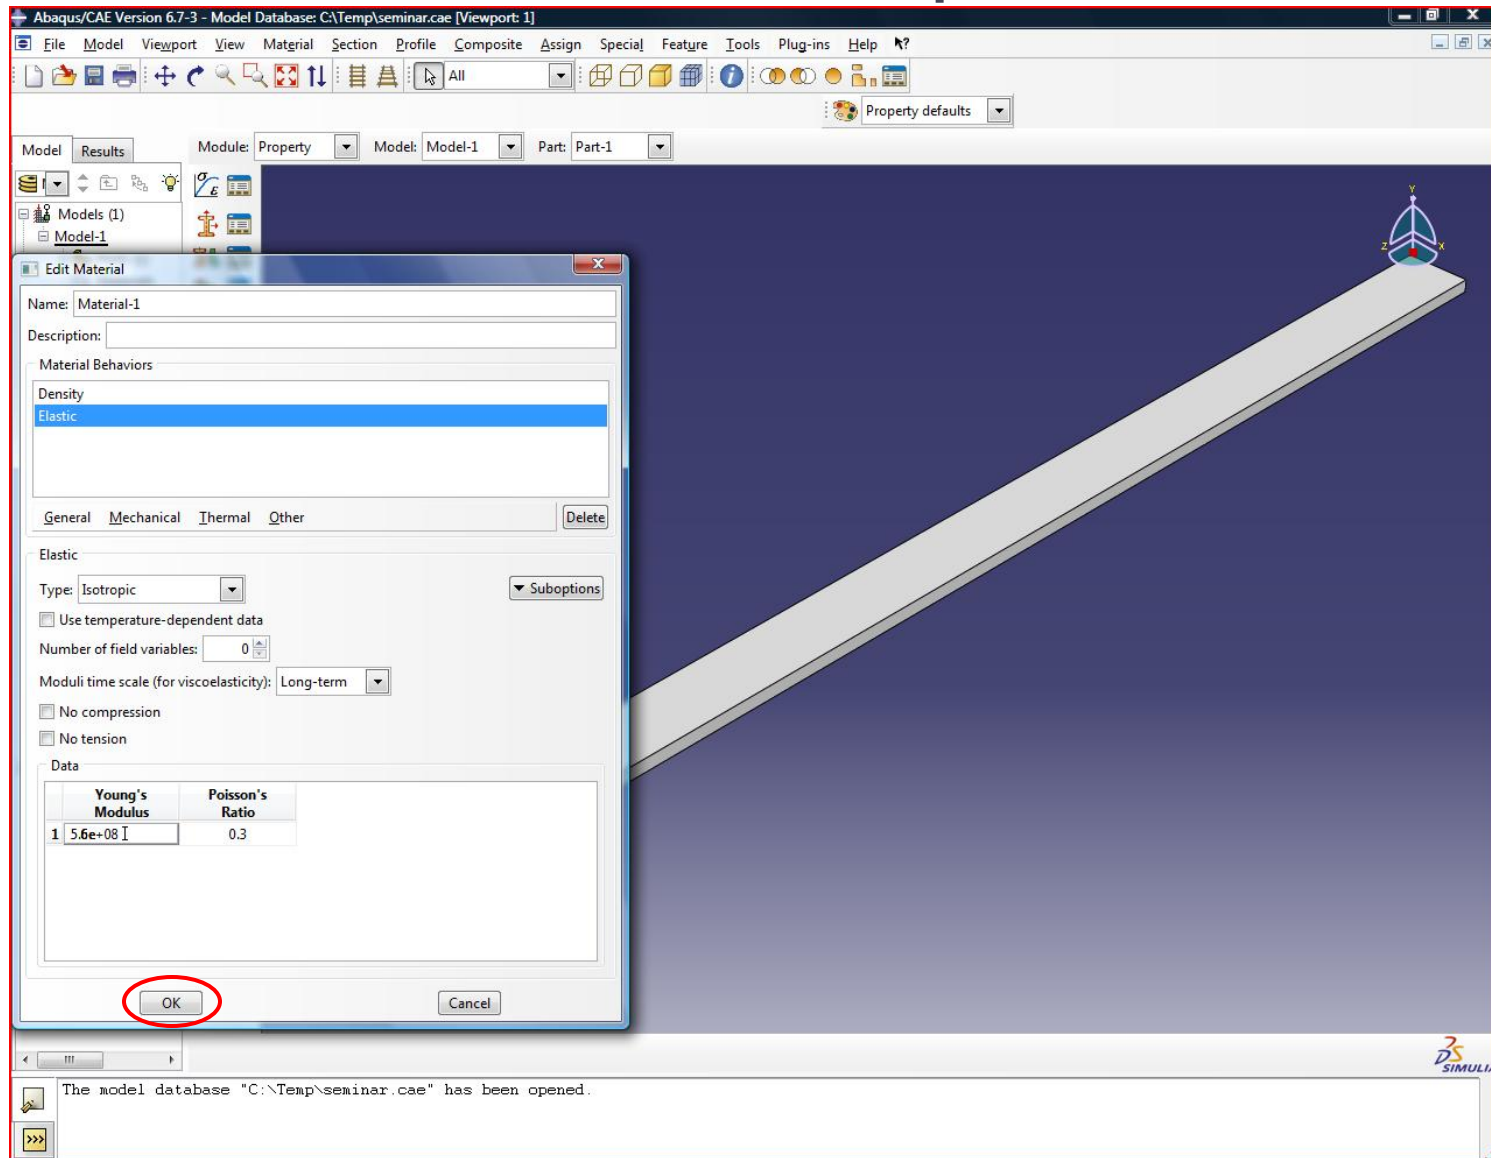 Abaqus/CAE Version 6.7-3 - Model Database: C:\Temp\seminar.cae [Viewport: 1]
File Model Viewport View Material Section Profile Composite Assign Special Feature Tools Plug-ins Help ?
All
Property defaults
Model Results Module: Property Model: Model-1 Part: Part-1
σ ε
Models (1)
Model-1
Y
Z X
Edit Material
Name: Material-1
Description:
Material Behaviors
Density
Elastic
General Mechanical Thermal Other Delete
Elastic
Type: Isotropic Suboptions
Use temperature-dependent data
Number of field variables: 0
Moduli time scale (for viscoelasticity): Long-term
No compression
No tension
Data
Young's Poisson's
Modulus Ratio
1 5.6e+08 0.3
OK Cancel
The model database "C:\Temp\seminar.cae" has been opened.
>>>